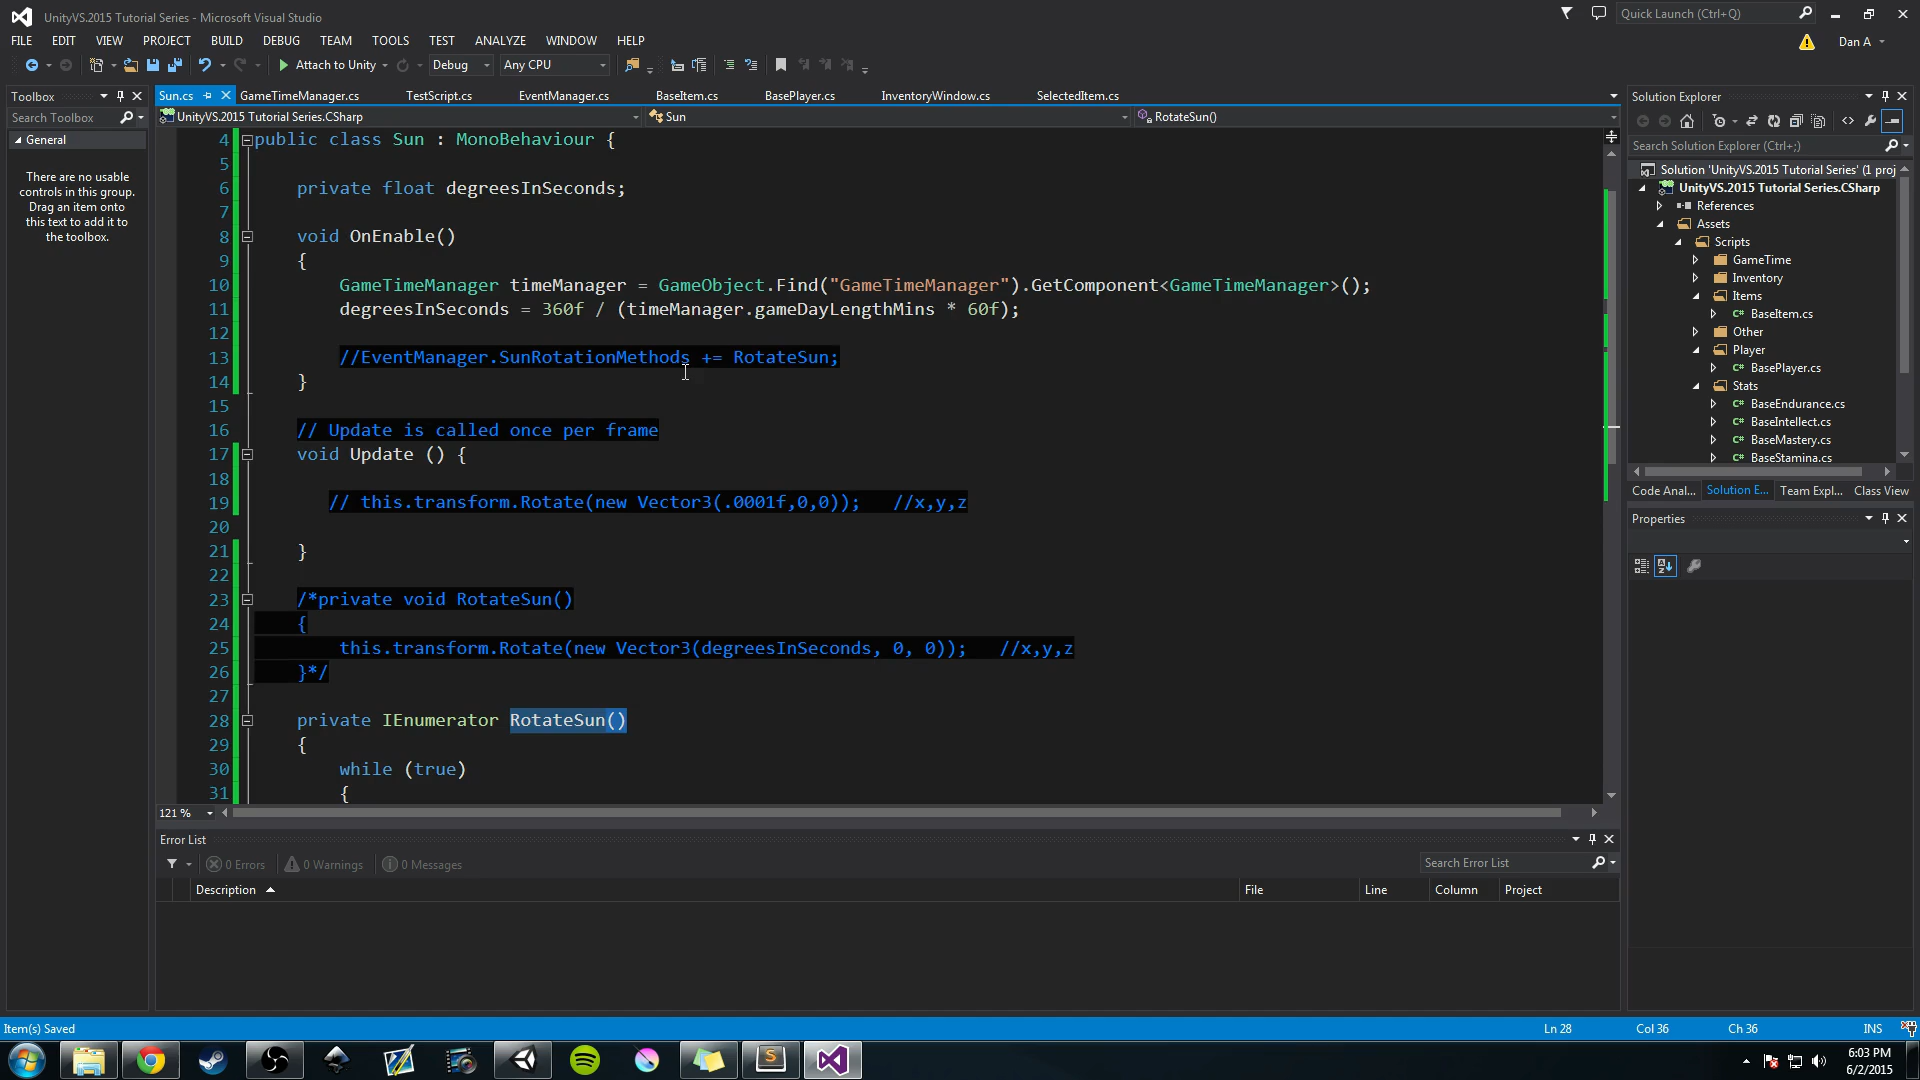 UnityVS.2015 Tutorial Series - Microsoft Visual Studio
Quick Launch (Ctrl+Q)
FILE EDIT VIEW PROJECT BUILD DEBUG TEAM TOOLS TEST ANALYZE WINDOW HELP
Dan A
Attach to Unity Debug Any CPU
Toolbox
Search Toolbox
General
There are no usable
controls in this group.
Drag an item onto
this text to add it to
the toolbox.
Sun.cs GameTimeManager.cs TestScript.cs EventManager.cs BaseItem.cs BasePlayer.cs InventoryWindow.cs SelectedItem.cs
UnityVS.2015 Tutorial Series.CSharp Sun RotateSun()
4 public class Sun : MonoBehaviour {
5
6 private float degreesInSeconds;
7
8 void OnEnable()
9 {
10 GameTimeManager timeManager = GameObject.Find("GameTimeManager").GetComponent<GameTimeManager>();
11 degreesInSeconds = 360f / (timeManager.gameDayLengthMins * 60f);
12
13 //EventManager.SunRotationMethods += RotateSun;
14 }
15
16 // Update is called once per frame
17 void Update () {
18
19 // this.transform.Rotate(new Vector3(.0001f,0,0)); //x,y,z
20
21 }
22
23 /*private void RotateSun()
24 {
25 this.transform.Rotate(new Vector3(degreesInSeconds, 0, 0)); //x,y,z
26 }*/
27
28 private IEnumerator RotateSun()
29 {
30 while (true)
31 {
121 %
Error List
0 Errors 0 Warnings 0 Messages
Search Error List
Description File Line Column Project
Solution Explorer
Search Solution Explorer (Ctrl+;)
Solution 'UnityVS.2015 Tutorial Series' (1 proj
UnityVS.2015 Tutorial Series.CSharp
References
Assets
Scripts
GameTime
Inventory
Items
C# BaseItem.cs
Other
Player
C# BasePlayer.cs
Stats
C# BaseEndurance.cs
C# BaseIntellect.cs
C# BaseMastery.cs
C# BaseStamina.cs
Code Anal... Solution E... Team Expl... Class View
Properties
Item(s) Saved Ln 28 Col 36 Ch 36 INS
6:03 PM
6/2/2015